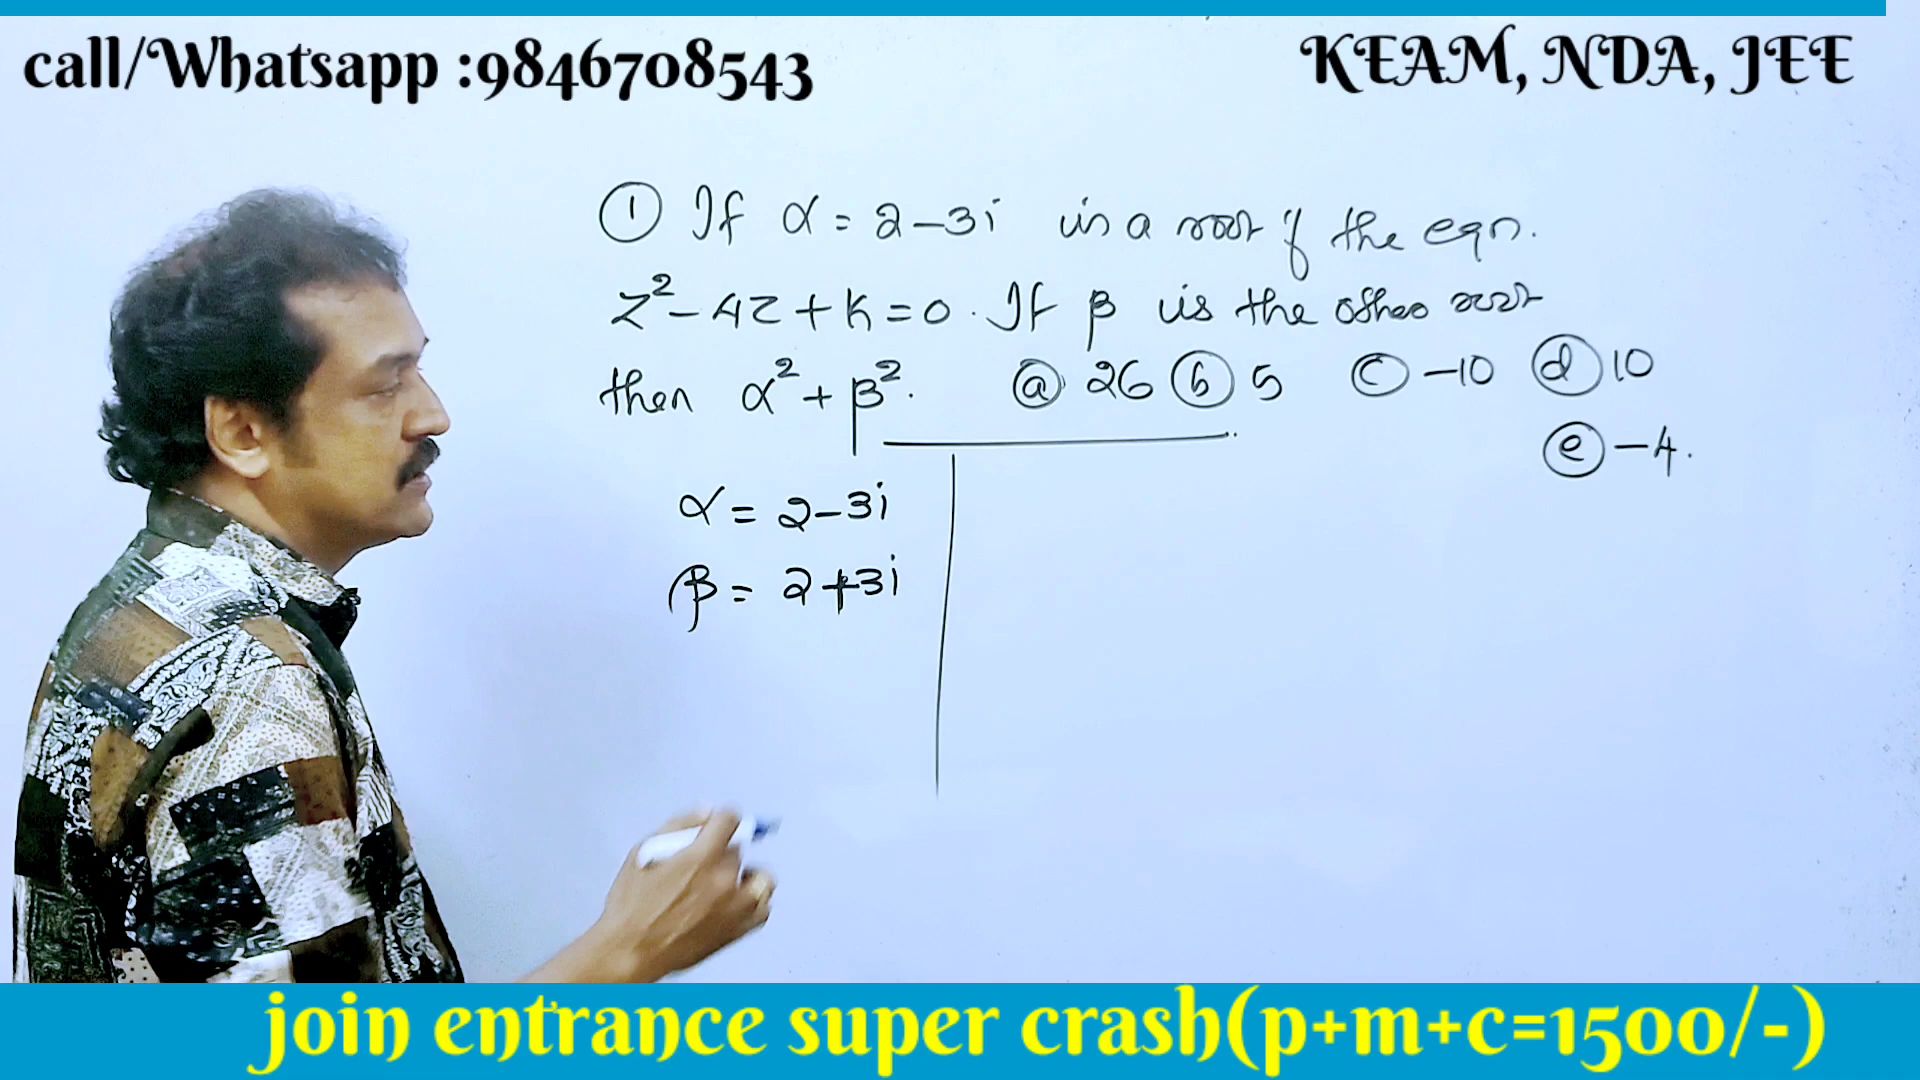 call/Whatsapp :9846708543
KEAM, NDA, JEE
① If α = 2-3i is a root of the eqn.
z² - 4z + k = 0. If β is the other root
then α² + β². ⓐ 26 ⓑ 5 ⓒ -10 ⓓ 10
ⓔ -4.
α = 2-3i
β = 2+3i
join entrance super crash(p+m+c=1500/-)